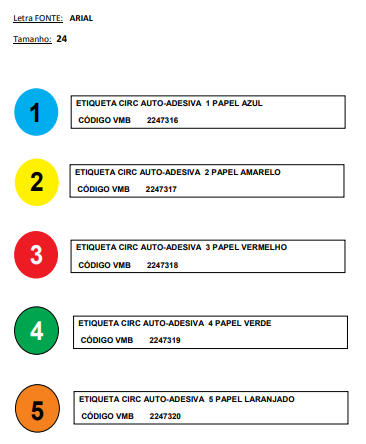 Letra FONTE: ARIAL
Tamanho: 24
1
ETIQUETA CIRC AUTO-ADESIVA 1 PAPEL AZUL
CÓDIGO VMB 2247316
2
ETIQUETA CIRC AUTO-ADESIVA 2 PAPEL AMARELO
CÓDIGO VMB 2247317
3
ETIQUETA CIRC AUTO-ADESIVA 3 PAPEL VERMELHO
CÓDIGO VMB 2247318
4
ETIQUETA CIRC AUTO-ADESIVA 4 PAPEL VERDE
CÓDIGO VMB 2247319
5
ETIQUETA CIRC AUTO-ADESIVA 5 PAPEL LARANJADO
CÓDIGO VMB 2247320